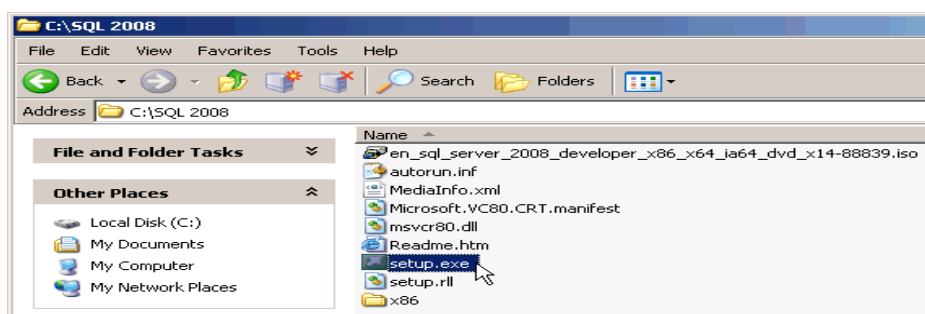 C:\SQL 2008
File Edit View Favorites Tools Help
Back Search Folders
Address C:\SQL 2008
Name
File and Folder Tasks
en_sql_server_2008_developer_x86_x64_ia64_dvd_x14-88839.iso
autorun.inf
Other Places
MediaInfo.xml
Microsoft.VC80.CRT.manifest
Local Disk (C:)
msvcr80.dll
My Documents
Readme.htm
My Computer
setup.exe
My Network Places
setup.rll
x86